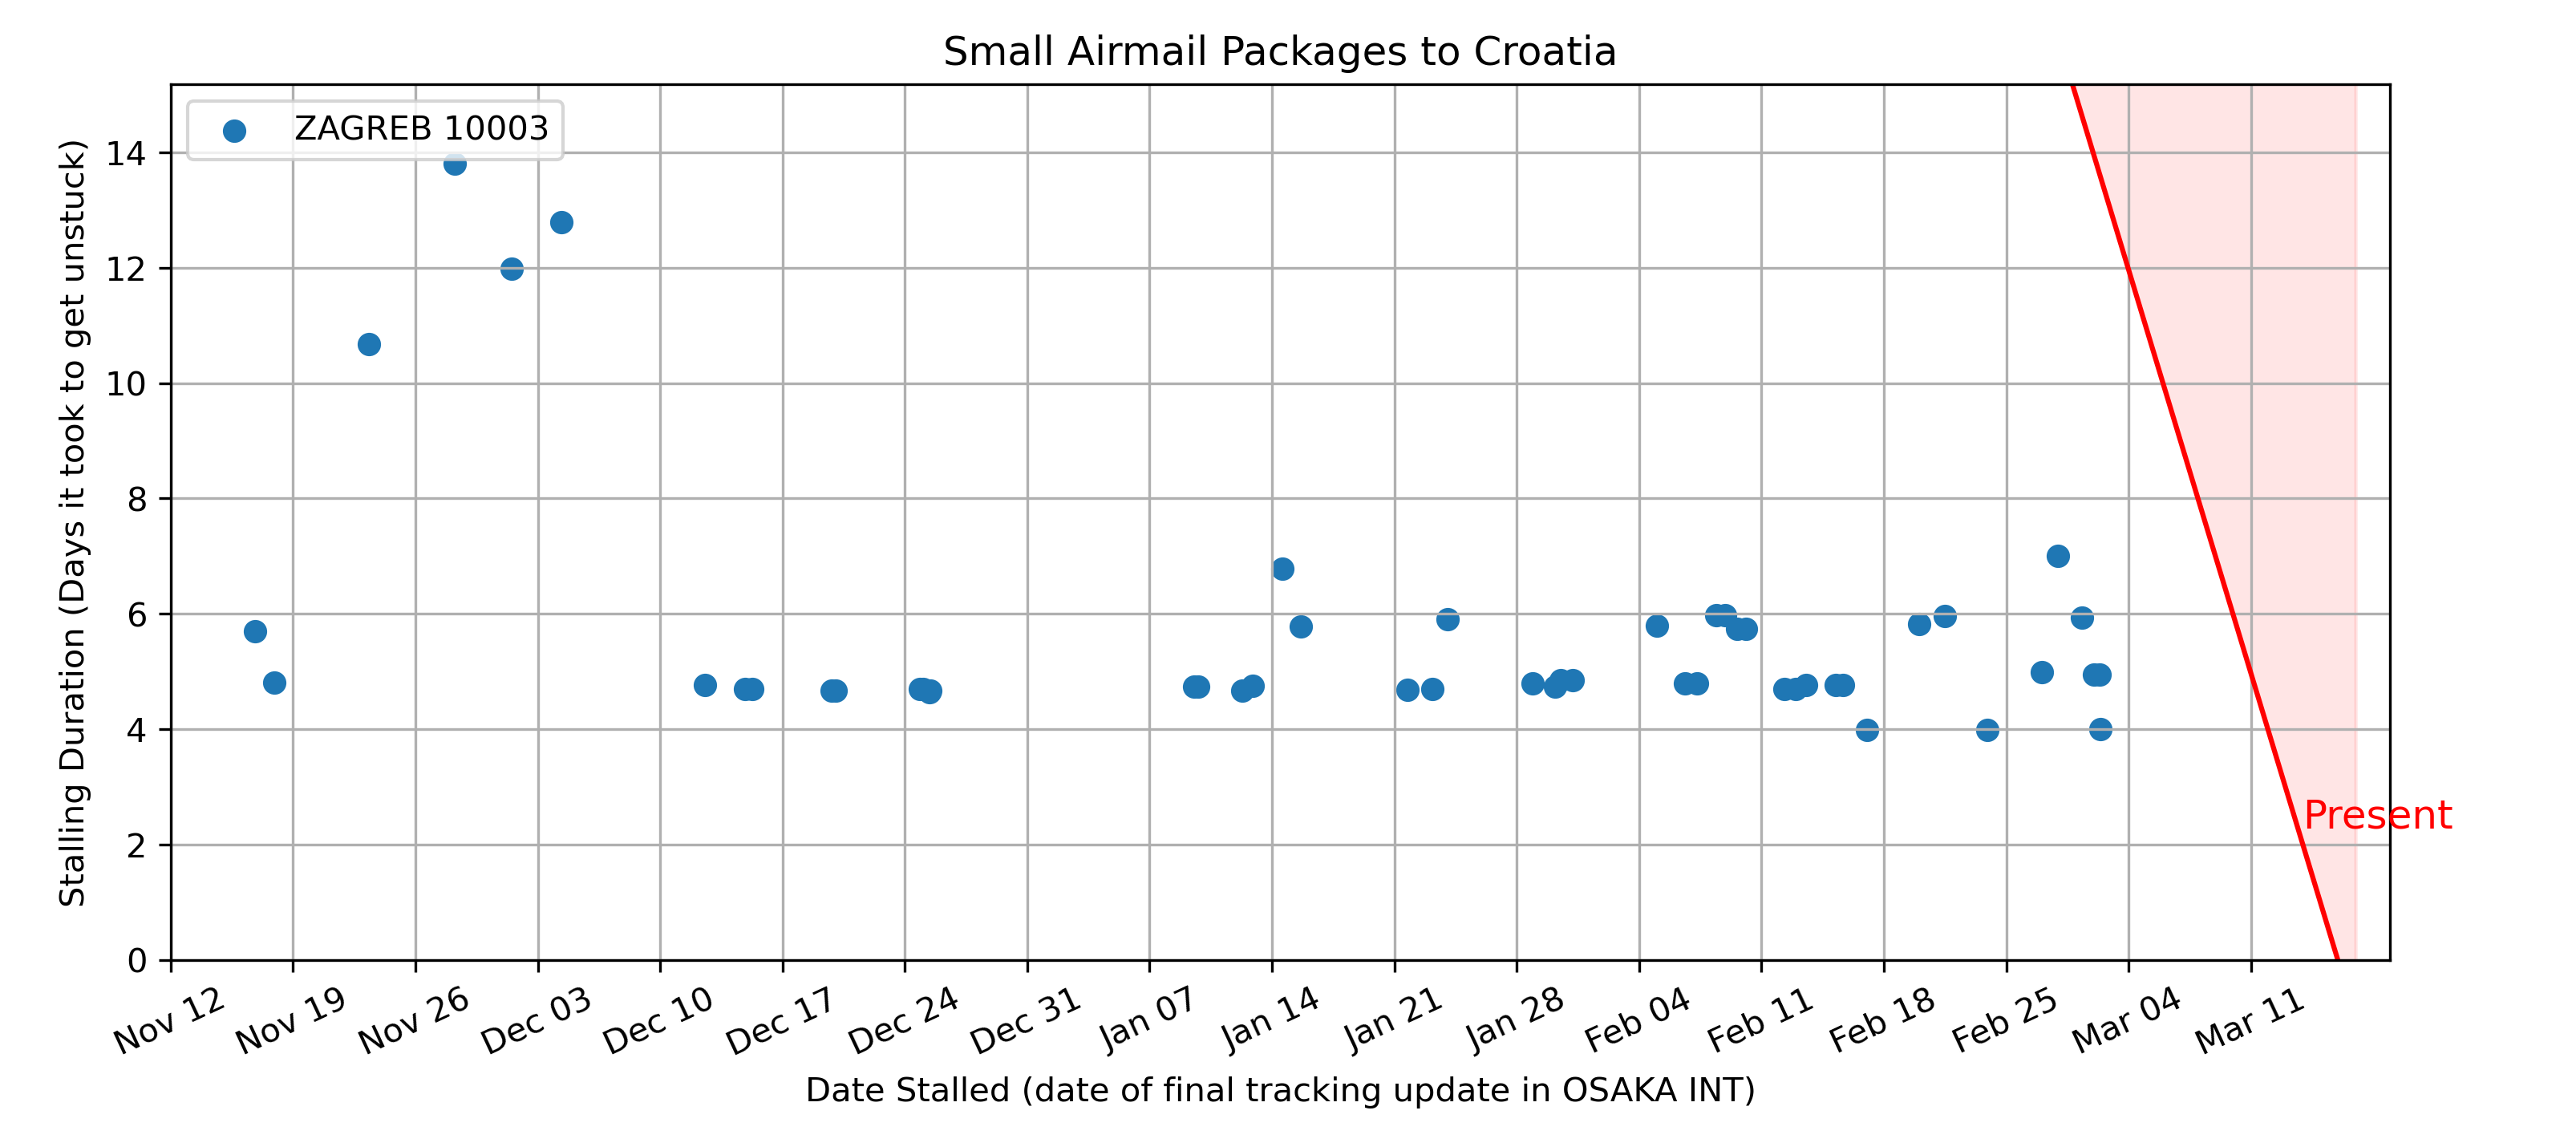 Small Airmail Packages to Croatia
ZAGREB 10003
Stalling Duration (Days it took to get unstuck)
14
12
10
8
6
4
2
0
Present
Nov 12
Nov 19
Nov 26
Dec 03
Dec 10
Dec 17
Dec 24
Dec 31
Jan 07
Jan 14
Jan 21
Jan 28
Feb 04
Feb 11
Feb 18
Feb 25
Mar 04
Mar 11
Date Stalled (date of final tracking update in OSAKA INT)